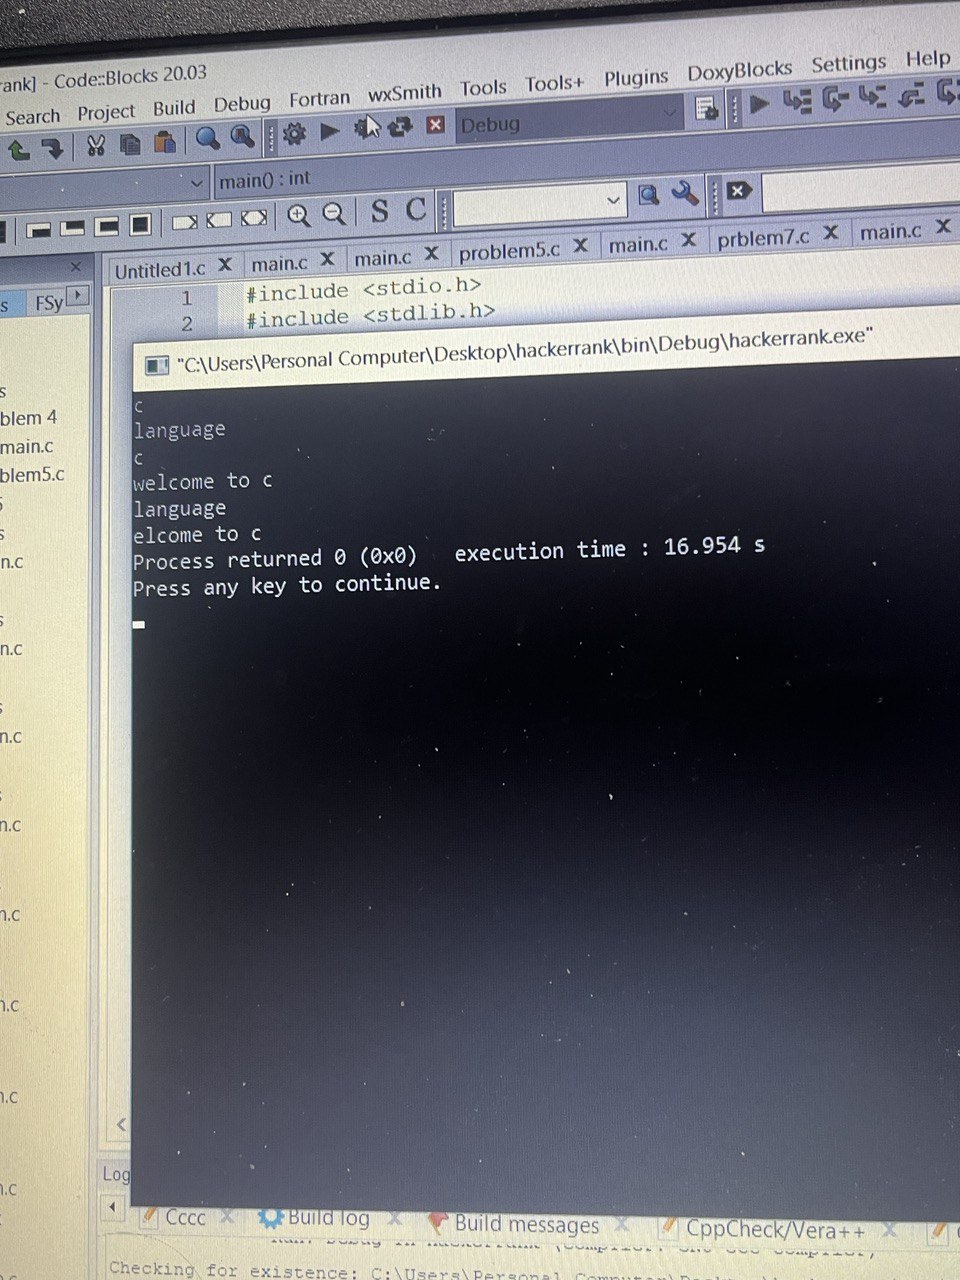 rank] - Code::Blocks 20.03
Search Project Build Debug Fortran wxSmith Tools Tools+ Plugins DoxyBlocks Settings Help
Debug
main() : int
S C
Untitled1.c X main.c X main.c X problem5.c X main.c X prblem7.c X main.c X
s FSy
1 #include <stdio.h>
2 #include <stdlib.h>
"C:\Users\Personal Computer\Desktop\hackerrank\bin\Debug\hackerrank.exe"
c
language
c
welcome to c
language
elcome to c
Process returned 0 (0x0) execution time : 16.954 s
Press any key to continue.
s
blem 4
main.c
blem5.c
s
n.c
n.c
n.c
n.c
n.c
n.c
n.c
n.c
Log
Cccc Build log Build messages CppCheck/Vera++
Checking for existence: C:\Users\Personal